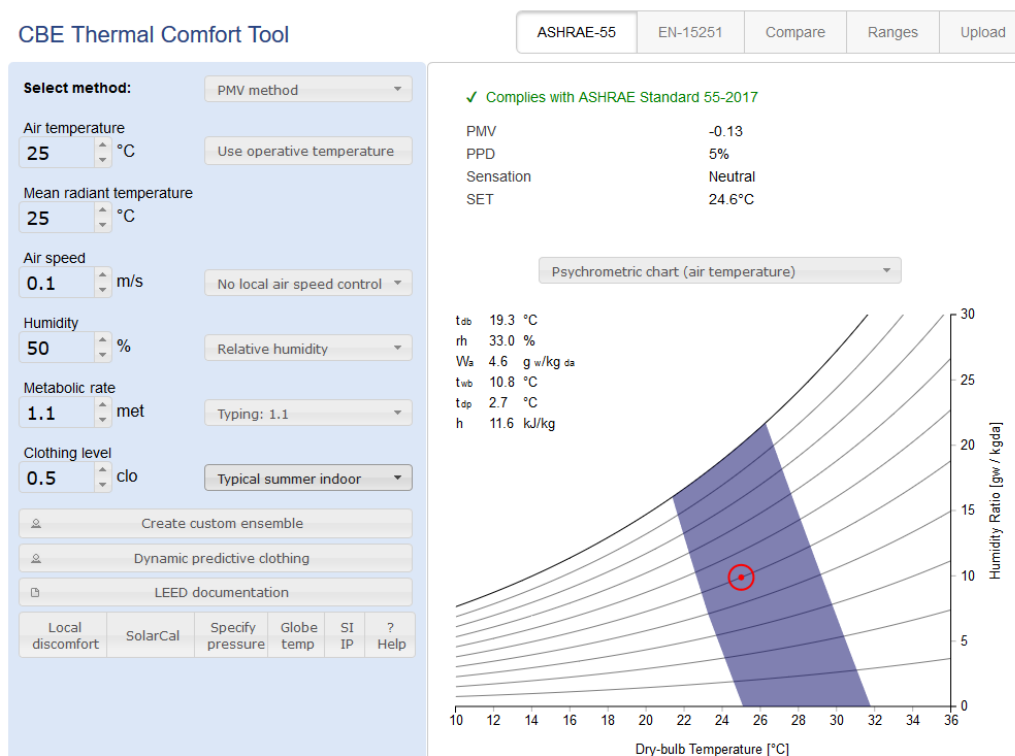 CBE Thermal Comfort Tool
ASHRAE-55 EN-15251 Compare Ranges Upload
Select method: PMV method
Air temperature
25 °C Use operative temperature
Mean radiant temperature
25 °C
Air speed
0.1 m/s No local air speed control
Humidity
50 % Relative humidity
Metabolic rate
1.1 met Typing: 1.1
Clothing level
0.5 clo Typical summer indoor
Create custom ensemble
Dynamic predictive clothing
LEED documentation
Local discomfort
SolarCal
Specify pressure
Globe temp
SI IP
? Help
✓ Complies with ASHRAE Standard 55-2017
PMV -0.13
PPD 5%
Sensation Neutral
SET 24.6°C
Psychrometric chart (air temperature)
tdb 19.3 °C
rh 33.0 %
Wa 4.6 g w/kg da
twb 10.8 °C
tdp 2.7 °C
h 11.6 kJ/kg
30
25
20
15
10
5
0
Humidity Ratio [gw / kgda]
10 12 14 16 18 20 22 24 26 28 30 32 34 36
Dry-bulb Temperature [°C]